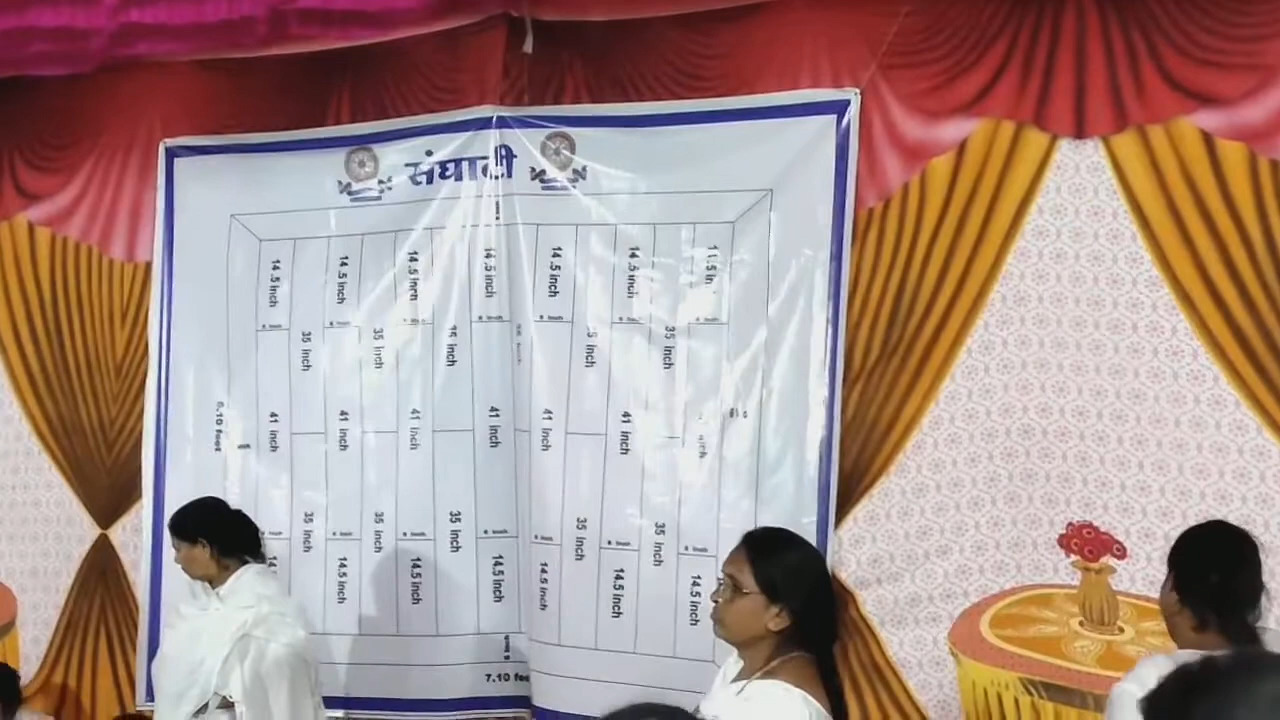 संघाटी
14.5 inch 14.5 inch 14.5 inch 14.5 inch 14.5 inch 14.5 inch
35 inch 35 inch 35 inch 35 inch 35 inch
6.10 feet
41 inch 41 inch 41 inch 41 inch 41 inch 41 inch
35 inch 35 inch 35 inch 35 inch 35 inch
14.5 inch 14.5 inch 14.5 inch 14.5 inch 14.5 inch 14.5 inch
7.10